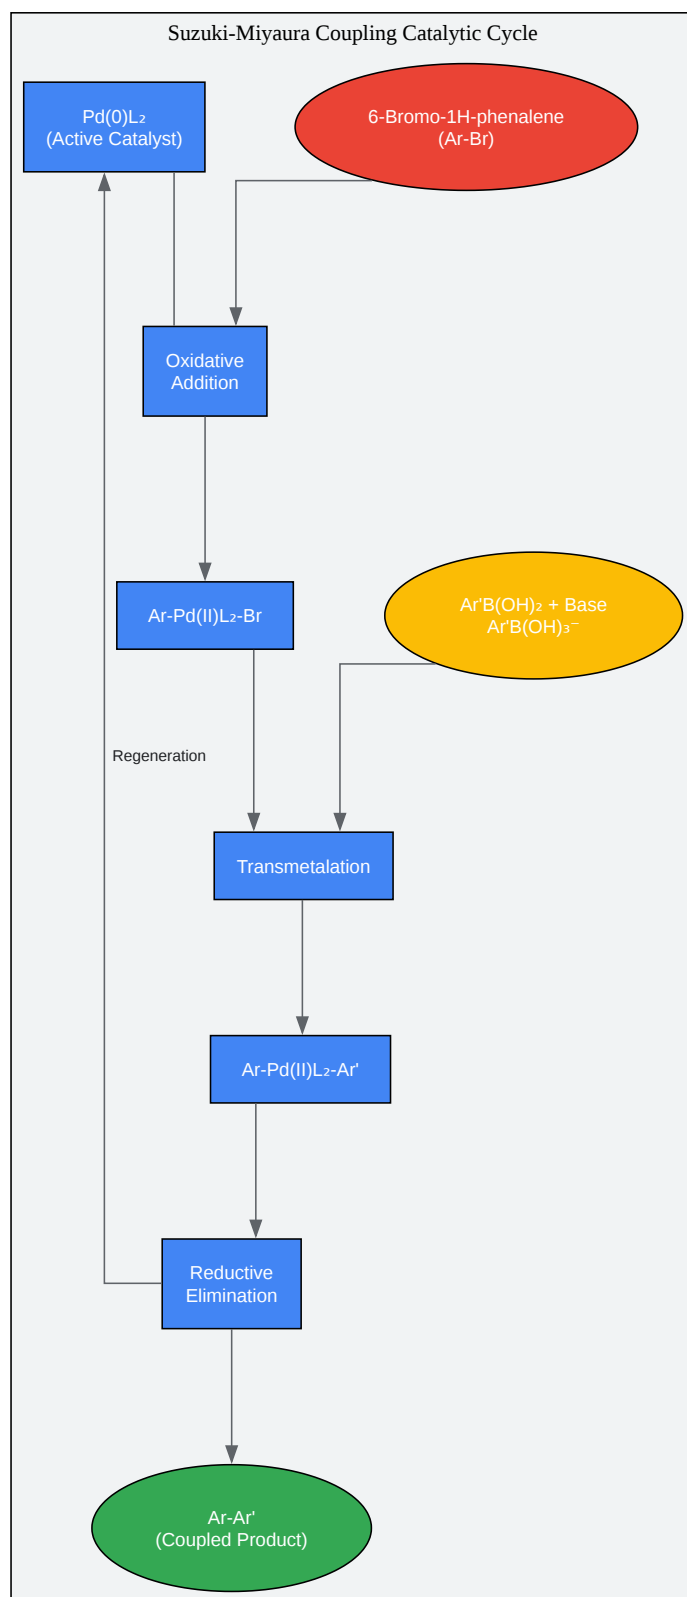 Suzuki-Miyaura Coupling Catalytic Cycle
Pd(0)L₂
(Active Catalyst)
6-Bromo-1H-phenalene
(Ar-Br)
Oxidative
Addition
Ar-Pd(II)L₂-Br
Ar'B(OH)₂ + Base
Ar'B(OH)₃⁻
Regeneration
Transmetalation
Ar-Pd(II)L₂-Ar'
Reductive
Elimination
Ar-Ar'
(Coupled Product)